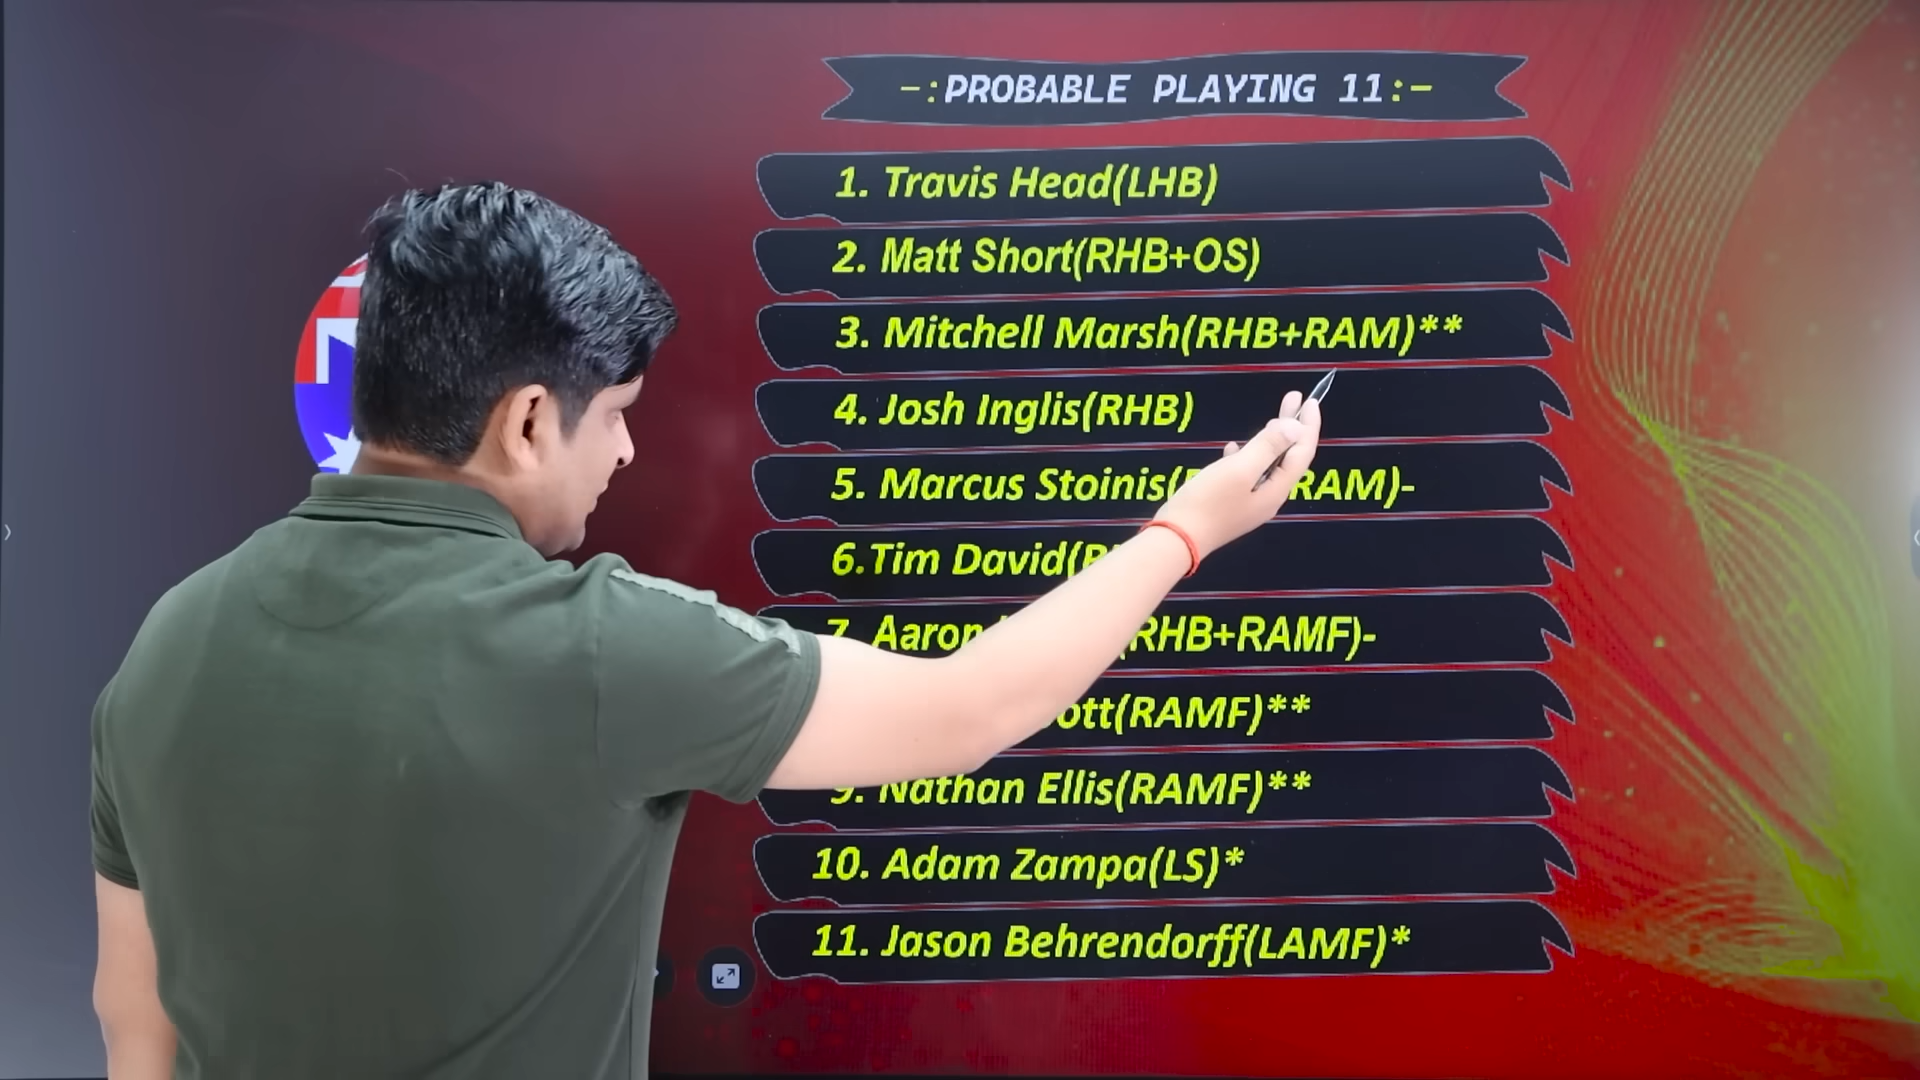 -:PROBABLE PLAYING 11:-
1. Travis Head(LHB)
2. Matt Short(RHB+OS)
3. Mitchell Marsh(RHB+RAM)**
4. Josh Inglis(RHB)
5. Marcus Stoinis( RAM)-
6.Tim David(
7. Aaron (RHB+RAMF)-
(RAMF)**
9. Nathan Ellis(RAMF)**
10. Adam Zampa(LS)*
11. Jason Behrendorff(LAMF)*